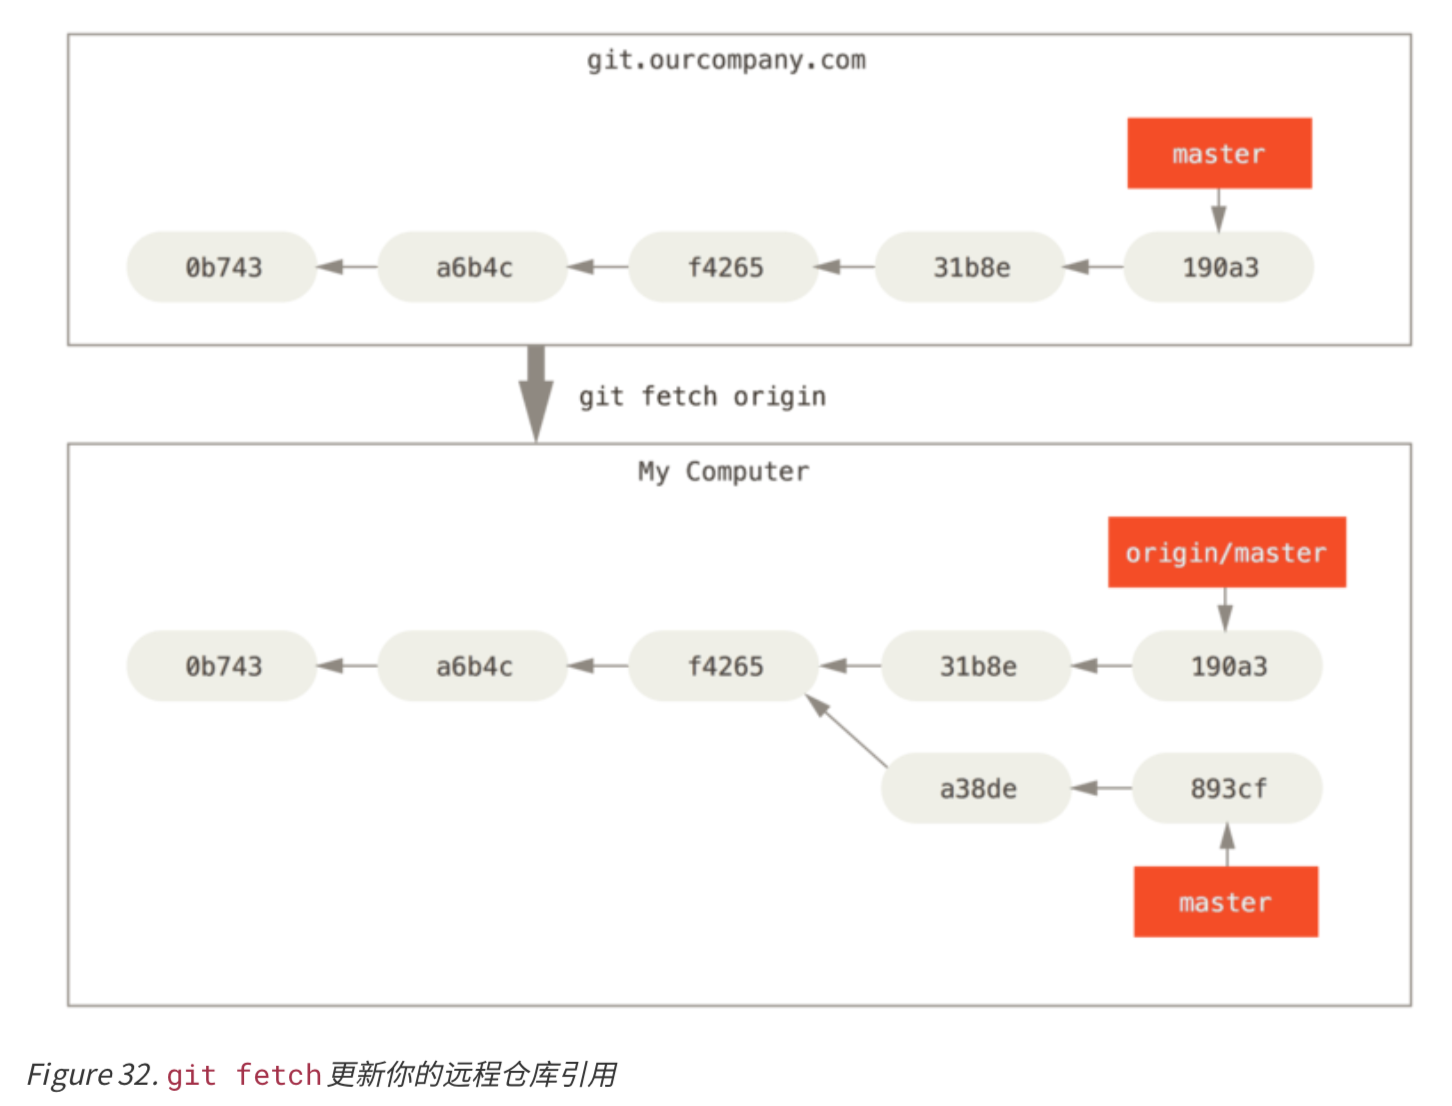 git.ourcompany.com
master
0b743 a6b4c f4265 31b8e 190a3
git fetch origin
My Computer
origin/master
0b743 a6b4c f4265 31b8e 190a3
a38de 893cf
master
Figure 32. git fetch 更新你的远程仓库引用